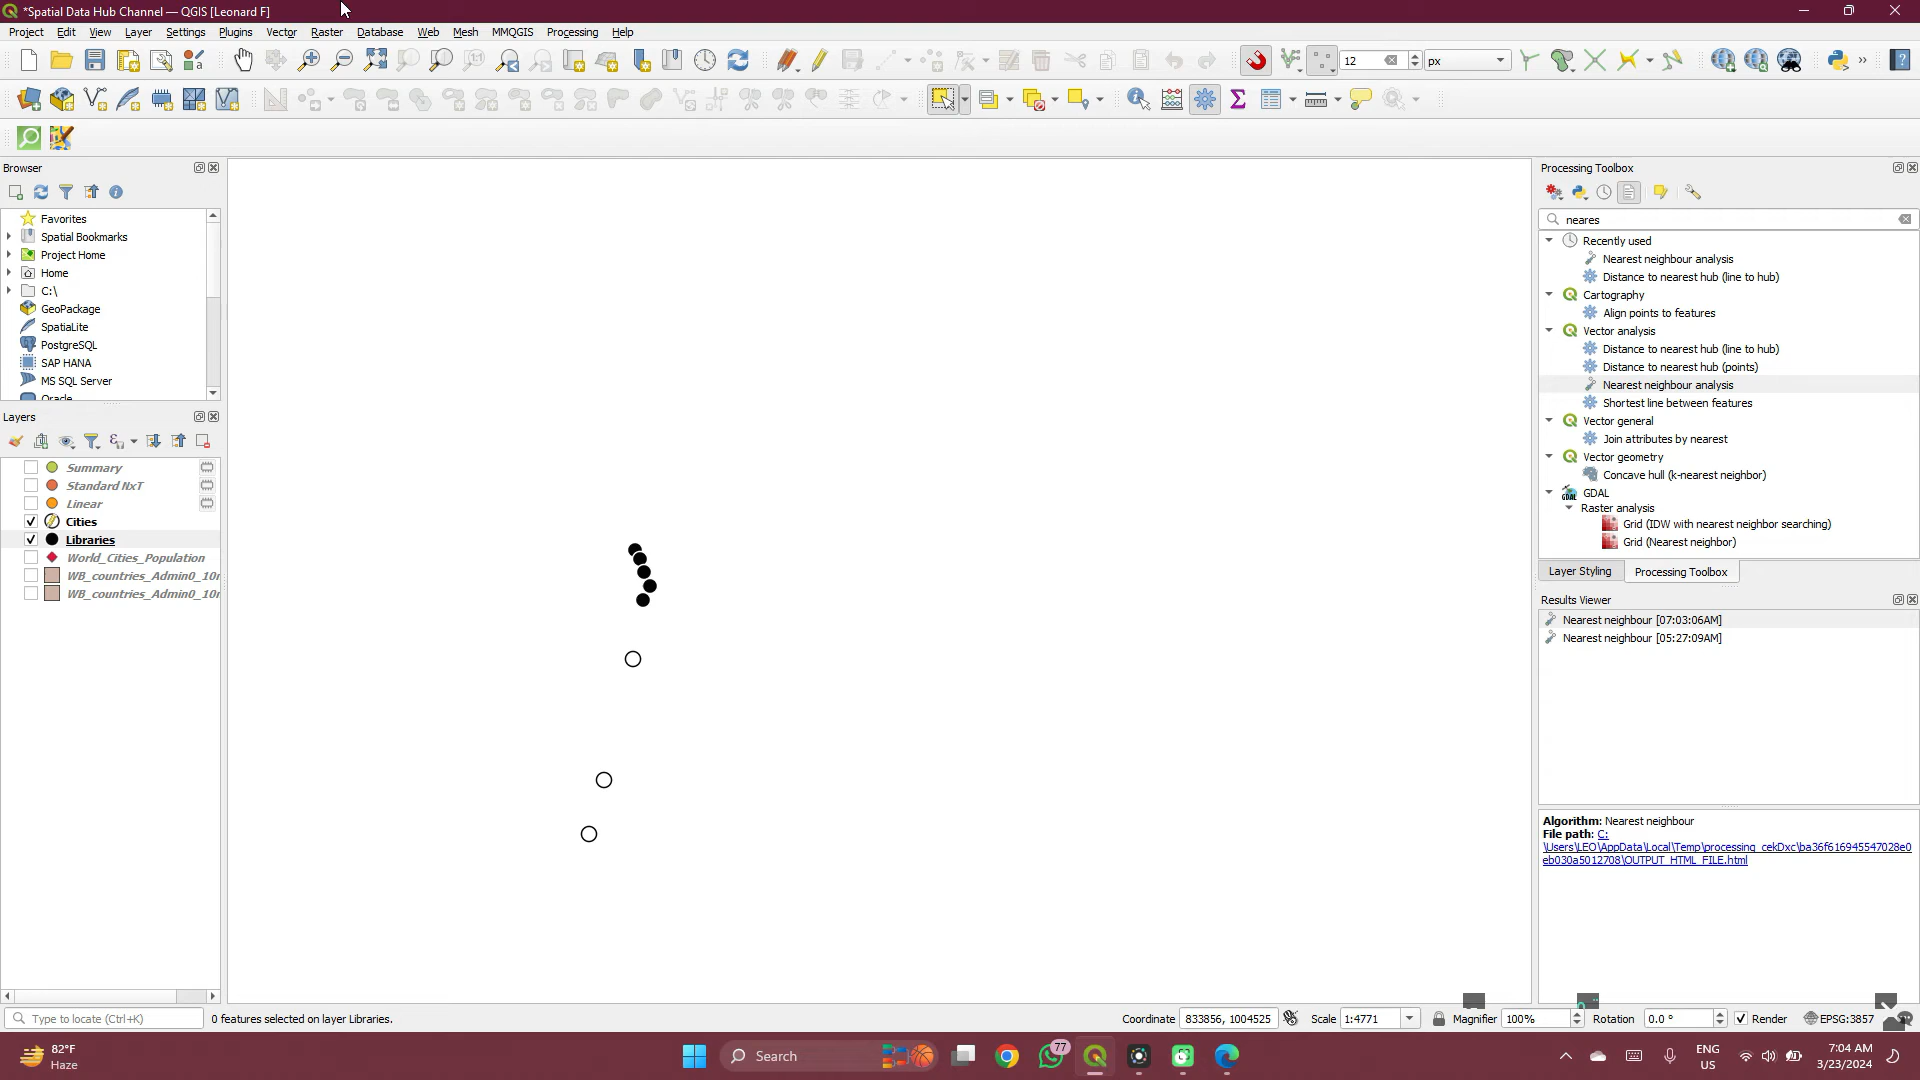 *Spatial Data Hub Channel — QGIS [Leonard F]
Project Edit View Layer Settings Plugins Vector Raster Database Web Mesh MMQGIS Processing Help
12 px
Browser
Favorites
Spatial Bookmarks
Project Home
Home
C:\
GeoPackage
SpatiaLite
PostgreSQL
SAP HANA
MS SQL Server
Oracle
Layers
Summary
Standard NxT
Linear
Cities
Libraries
World_Cities_Population
WB_countries_Admin0_10m
WB_countries_Admin0_10m
Processing Toolbox
neares
Recently used
Nearest neighbour analysis
Distance to nearest hub (line to hub)
Cartography
Align points to features
Vector analysis
Distance to nearest hub (line to hub)
Distance to nearest hub (points)
Nearest neighbour analysis
Shortest line between features
Vector general
Join attributes by nearest
Vector geometry
Concave hull (k-nearest neighbor)
GDAL
Raster analysis
Grid (IDW with nearest neighbor searching)
Grid (Nearest neighbor)
Layer Styling Processing Toolbox
Results Viewer
Nearest neighbour [07:03:06AM]
Nearest neighbour [05:27:09AM]
Algorithm: Nearest neighbour
File path: C:
\Users\LEO\AppData\Local\Temp\processing_cekDxc\ba36f616945547028e0
eb030a5012708\OUTPUT_HTML_FILE.html
Type to locate (Ctrl+K) 0 features selected on layer Libraries. Coordinate 833856, 1004525 Scale 1:4771 Magnifier 100% Rotation 0.0 ° Render EPSG:3857
82°F
Haze
Search
77
ENG
US
7:04 AM
3/23/2024